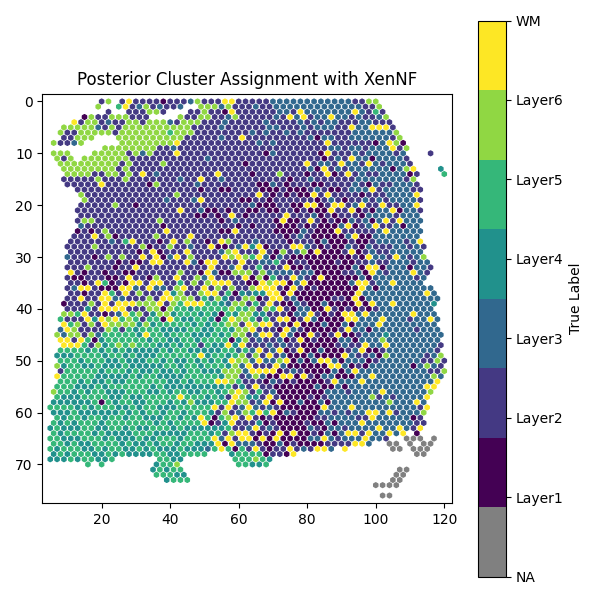 Posterior Cluster Assignment with XenNF
0
10
20
30
40
50
60
70
20
40
60
80
100
120
WM
Layer6
Layer5
Layer4
Layer3
Layer2
Layer1
NA
True Label